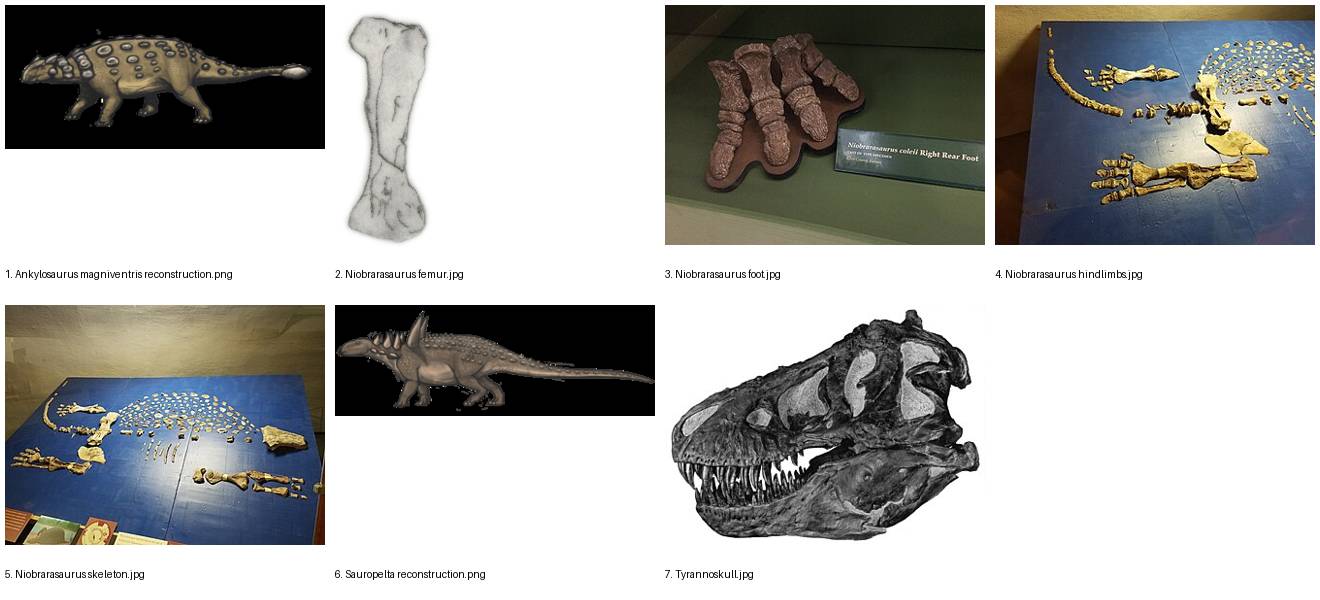 Niobrarasaurus coleii Right Rear Foot
1. Ankylosaurus magniventris reconstruction.png
2. Niobrarasaurus femur.jpg
3. Niobrarasaurus foot.jpg
4. Niobrarasaurus hindlimbs.jpg
5. Niobrarasaurus skeleton.jpg
6. Sauropelta reconstruction.png
7. Tyrannoskull.jpg